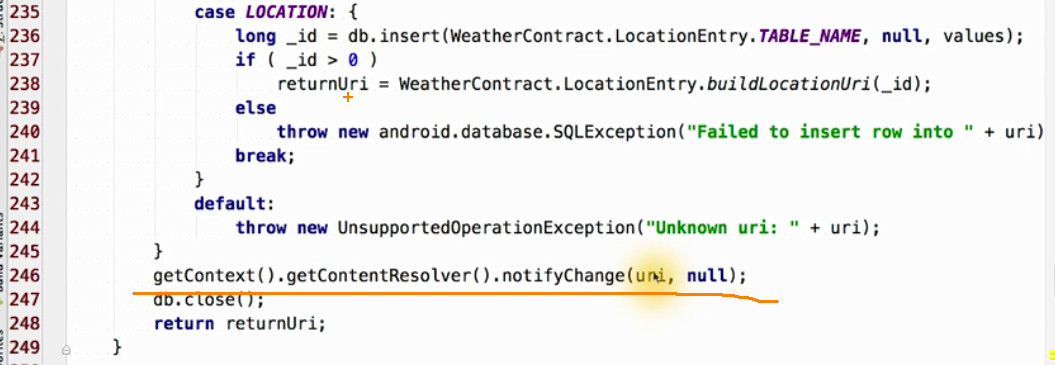 235 case LOCATION: {
236 long _id = db.insert(WeatherContract.LocationEntry.TABLE_NAME, null, values);
237 if ( _id > 0 )
238 returnUri = WeatherContract.LocationEntry.buildLocationUri(_id);
239 else
240 throw new android.database.SQLException("Failed to insert row into " + uri)
241 break;
242 }
243 default:
244 throw new UnsupportedOperationException("Unknown uri: " + uri);
245 }
246 getContext().getContentResolver().notifyChange(uri, null);
247 db.close();
248 return returnUri;
249 }